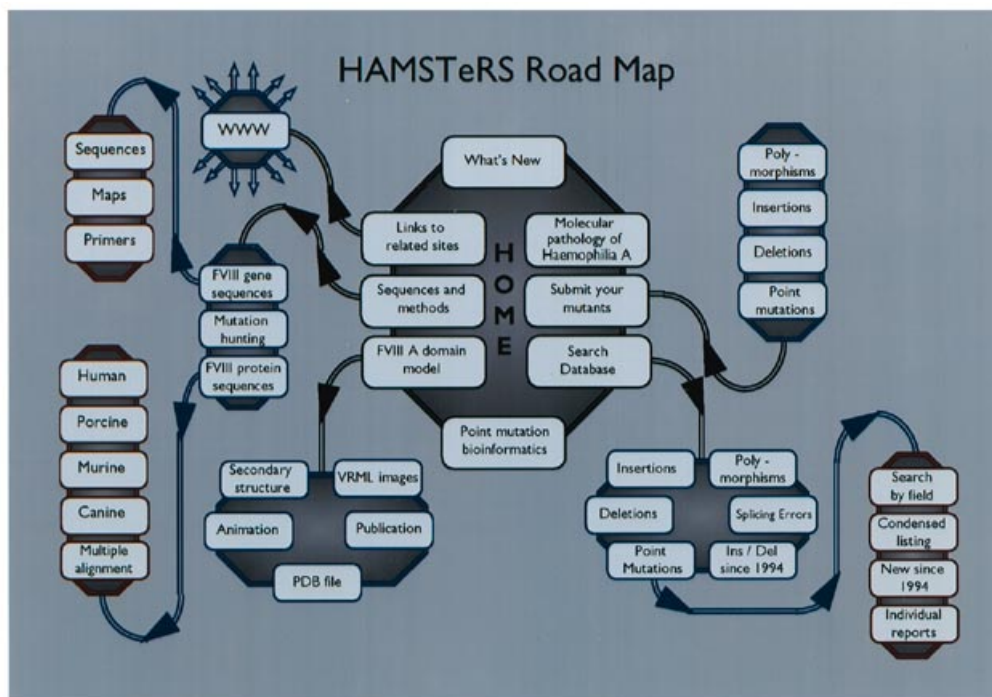 HAMSTeRS Road Map
WWW
Sequences
Maps
Primers
FVIII gene
sequences
Mutation
hunting
FVIII protein
sequences
Human
Porcine
Murine
Canine
Multiple
alignment
What's New
Links to
related sites
Sequences and
methods
FVIII A domain
model
HOME
Molecular
pathology of
Haemophilia A
Submit your
mutants
Search
Database
Point mutation
bioinformatics
Poly -
morphisms
Insertions
Deletions
Point
mutations
Secondary
structure
VRML images
Animation
Publication
PDB file
Insertions
Poly -
morphisms
Deletions
Splicing Errors
Point
Mutations
Ins / Del
since 1994
Search
by field
Condensed
listing
New since
1994
Individual
reports